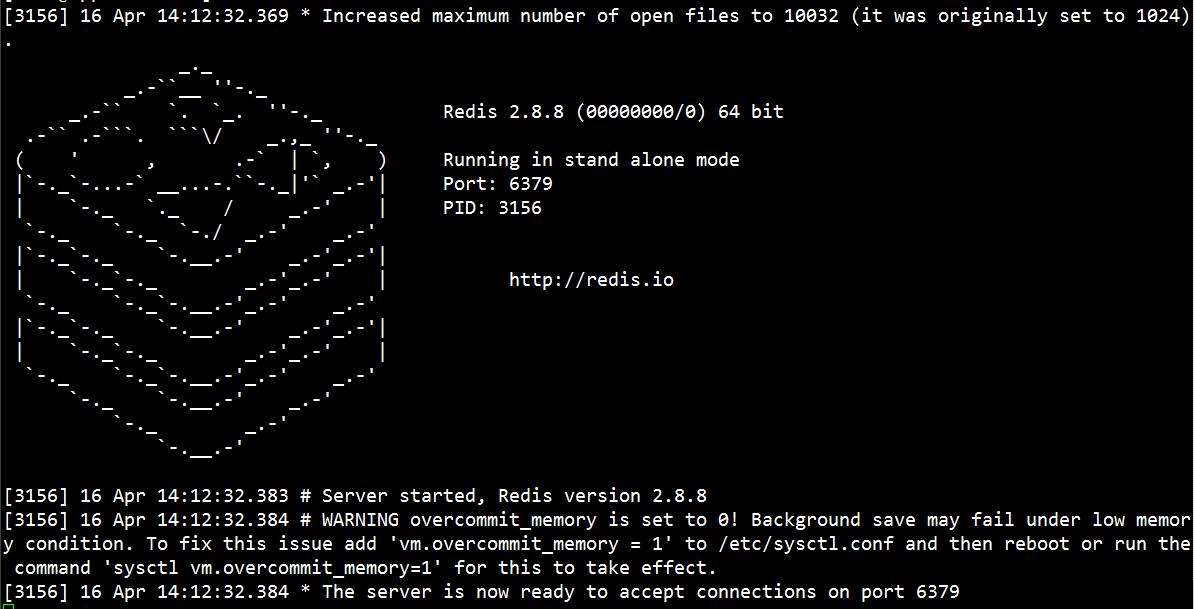 [3156] 16 Apr 14:12:32.369 * Increased maximum number of open files to 10032 (it was originally set to 1024)
.
Redis 2.8.8 (00000000/0) 64 bit
Running in stand alone mode
Port: 6379
PID: 3156
http://redis.io
[3156] 16 Apr 14:12:32.383 # Server started, Redis version 2.8.8
[3156] 16 Apr 14:12:32.384 # WARNING overcommit_memory is set to 0! Background save may fail under low memor
y condition. To fix this issue add 'vm.overcommit_memory = 1' to /etc/sysctl.conf and then reboot or run the
command 'sysctl vm.overcommit_memory=1' for this to take effect.
[3156] 16 Apr 14:12:32.384 * The server is now ready to accept connections on port 6379